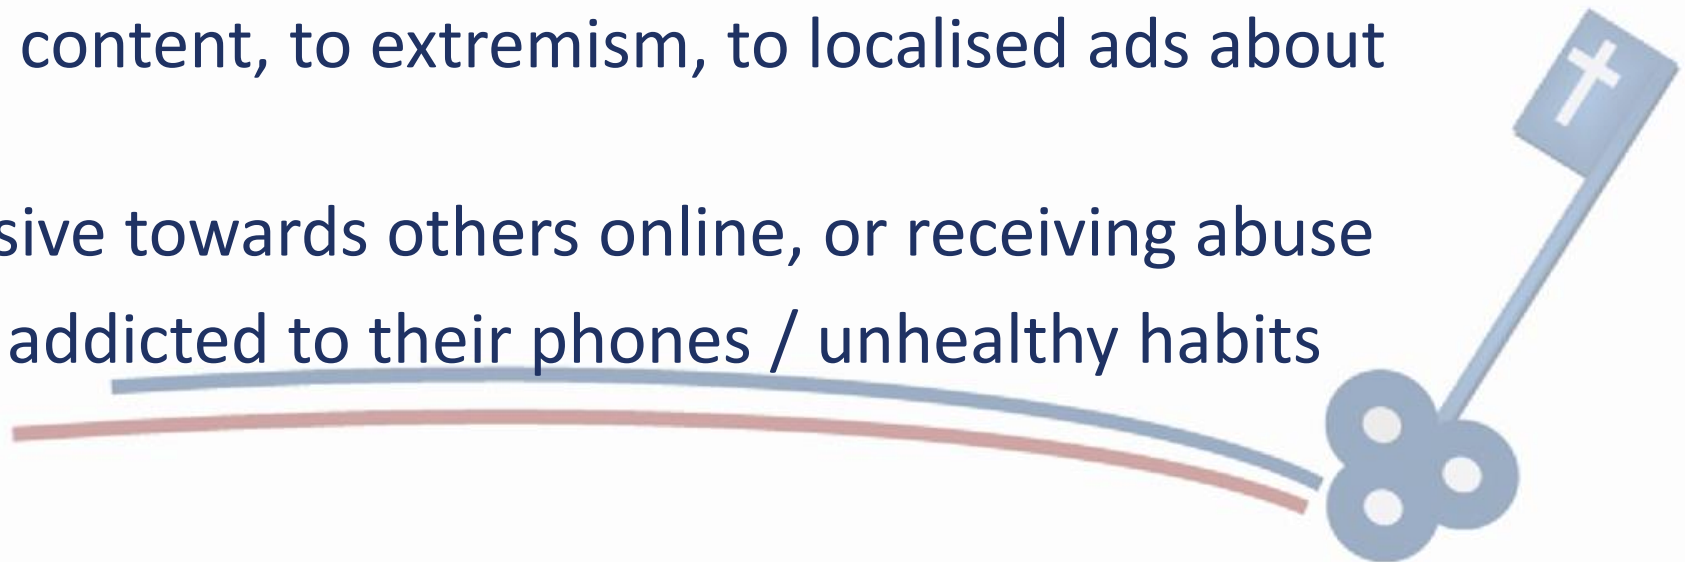 content, to extremism, to localised ads about
sive towards others online, or receiving abuse
addicted to their phones / unhealthy habits